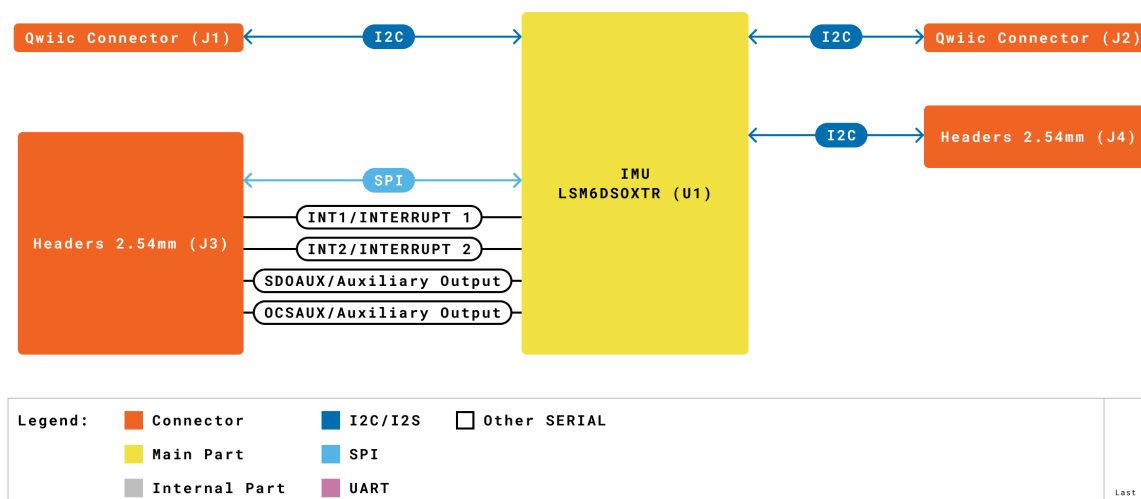 Qwiic Connector (J1)
I2C
I2C
Qwiic Connector (J2)
I2C
Headers 2.54mm (J4)
SPI
IMU
LSM6DSOXTR (U1)
INT1/INTERRUPT 1
Headers 2.54mm (J3)
INT2/INTERRUPT 2
SDOAUX/Auxiliary Output
OCSAUX/Auxiliary Output
Legend:
Connector
I2C/I2S
Other SERIAL
Main Part
SPI
Internal Part
UART
Last